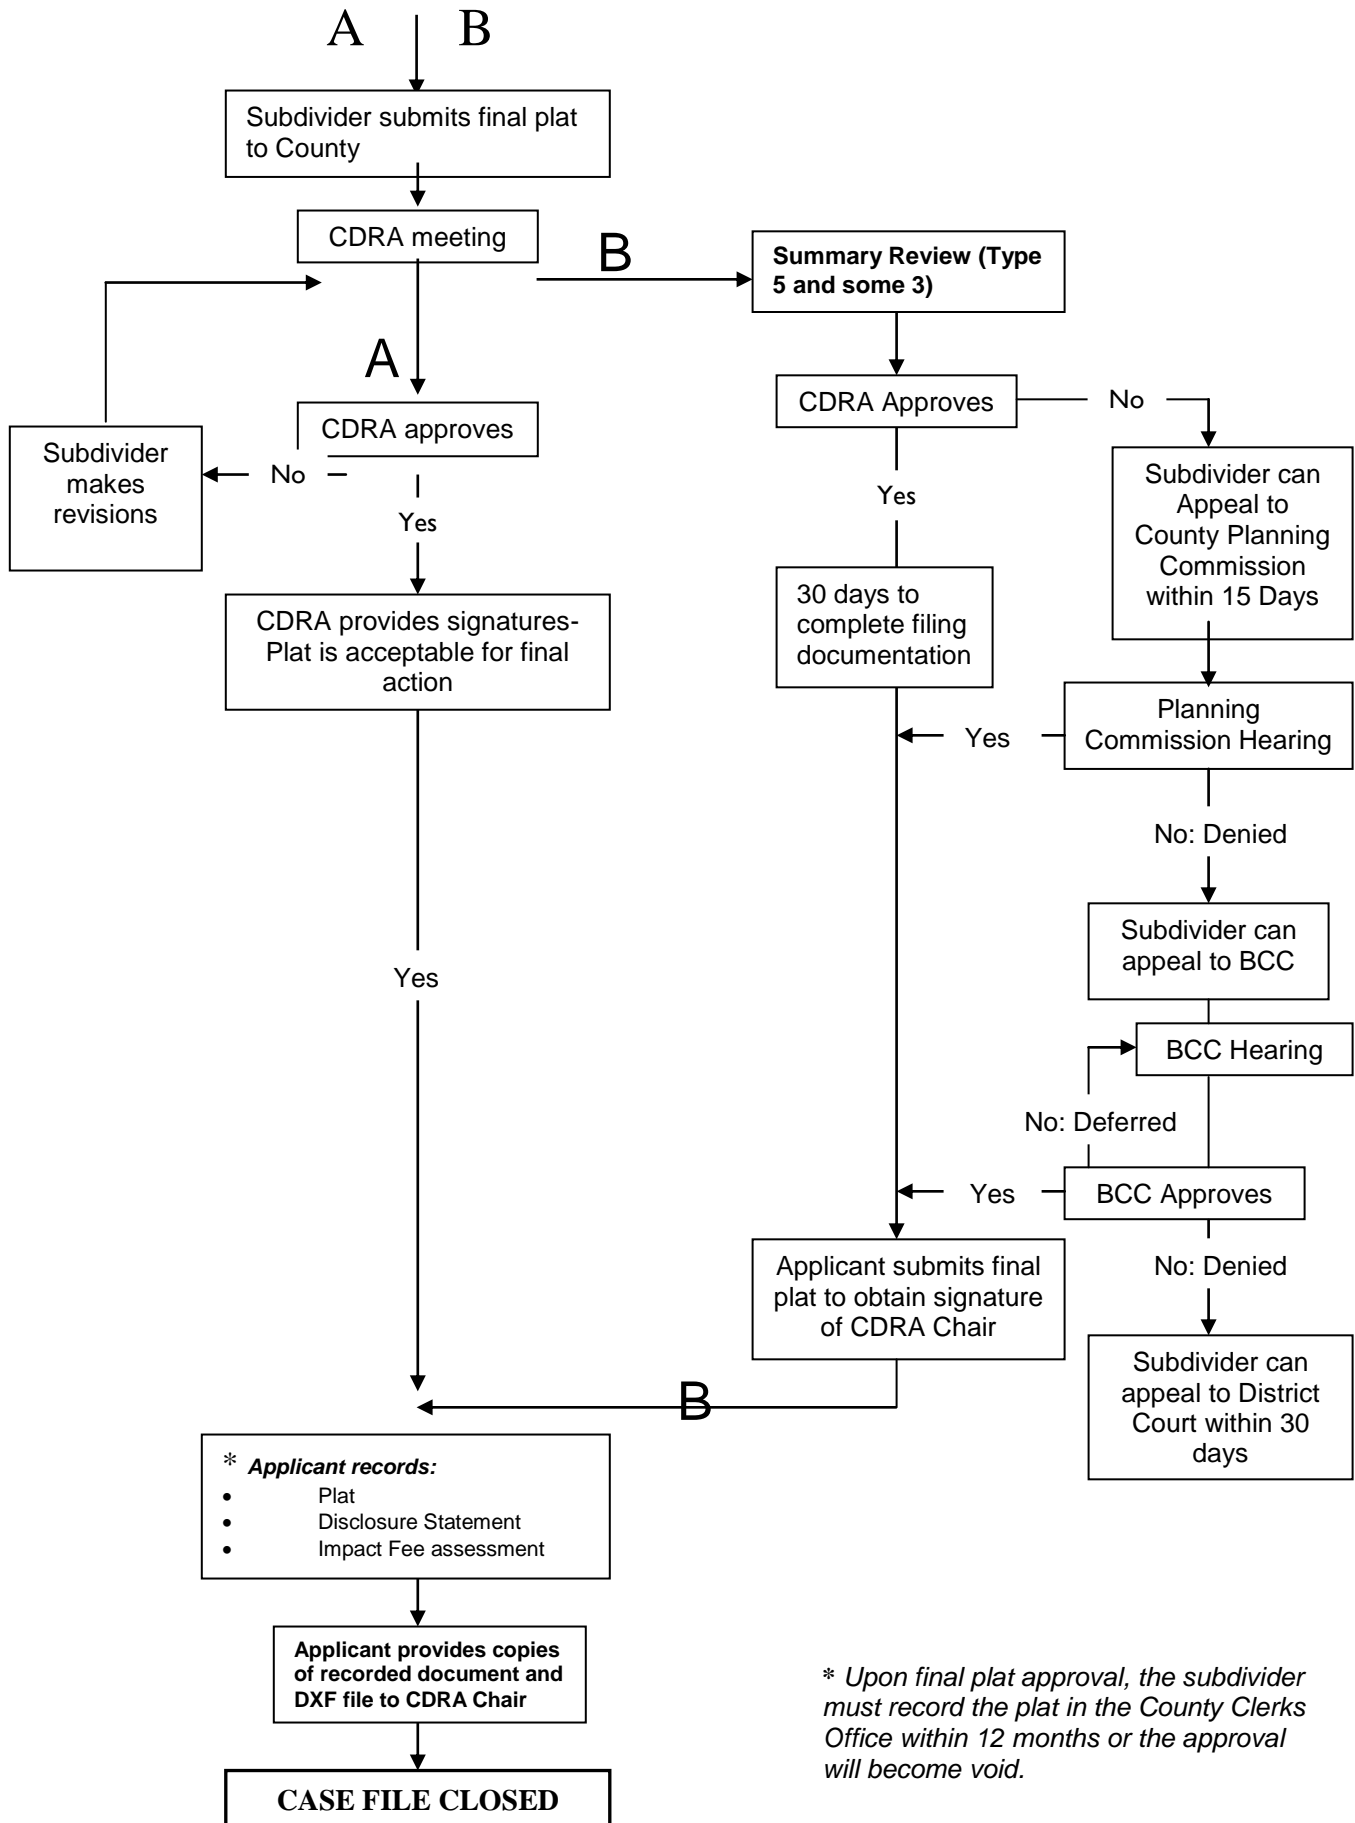 A B
Subdivider submits final plat
to County
CDRA meeting
B
Summary Review (Type
5 and some 3)
A
CDRA approves
CDRA Approves
No
Subdivider
makes
revisions
No
Yes
Yes
Subdivider can
Appeal to
County Planning
Commission
within 15 Days
CDRA provides signatures-
Plat is acceptable for final
action
30 days to
complete filing
documentation
Planning
Commission Hearing
Yes
No: Denied
Subdivider can
appeal to BCC
Yes
BCC Hearing
No: Deferred
BCC Approves
Yes
No: Denied
Applicant submits final
plat to obtain signature
of CDRA Chair
Subdivider can
appeal to District
Court within 30
days
B
* Applicant records:
• Plat
• Disclosure Statement
• Impact Fee assessment
Applicant provides copies
of recorded document and
DXF file to CDRA Chair
* Upon final plat approval, the subdivider
must record the plat in the County Clerks
Office within 12 months or the approval
will become void.
CASE FILE CLOSED